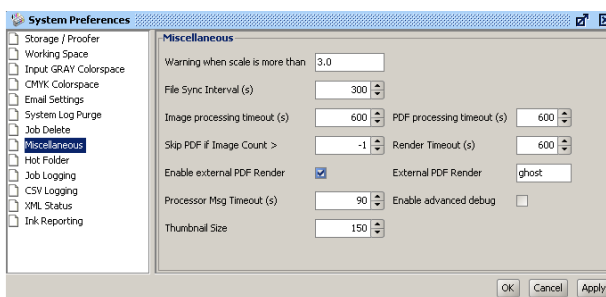 System Preferences
Storage / Proofer
Working Space
Input GRAY Colorspace
CMYK Colorspace
Email Settings
System Log Purge
Job Delete
Miscellaneous
Hot Folder
Job Logging
CSV Logging
XML Status
Ink Reporting
Miscellaneous
Warning when scale is more than 3.0
File Sync Interval (s) 300
Image processing timeout (s) 600 PDF processing timeout (s) 600
Skip PDF if Image Count > -1 Render Timeout (s) 600
Enable external PDF Render External PDF Render ghost
Processor Msg Timeout (s) 90 Enable advanced debug
Thumbnail Size 150
OK Cancel Apply